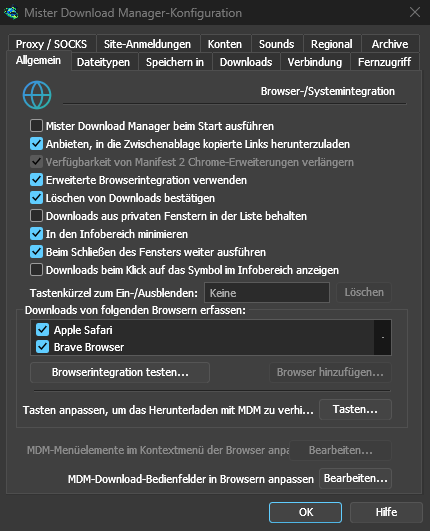 Mister Download Manager-Konfiguration
Proxy / SOCKS Site-Anmeldungen Konten Sounds Regional Archive
Allgemein Dateitypen Speichern in Downloads Verbindung Fernzugriff
Browser-/Systemintegration
Mister Download Manager beim Start ausführen
Anbieten, in die Zwischenablage kopierte Links herunterzuladen
Verfügbarkeit von Manifest 2 Chrome-Erweiterungen verlängern
Erweiterte Browserintegration verwenden
Löschen von Downloads bestätigen
Downloads aus privaten Fenstern in der Liste behalten
In den Infobereich minimieren
Beim Schließen des Fensters weiter ausführen
Downloads beim Klick auf das Symbol im Infobereich anzeigen
Tastenkürzel zum Ein-/Ausblenden: Keine Löschen
Downloads von folgenden Browsern erfassen:
Apple Safari
Brave Browser
Browserintegration testen... Browser hinzufügen...
Tasten anpassen, um das Herunterladen mit MDM zu verhi... Tasten...
MDM-Menüelemente im Kontextmenü der Browser anpa Bearbeiten...
MDM-Download-Bedienfelder in Browsern anpassen Bearbeiten...
OK Hilfe